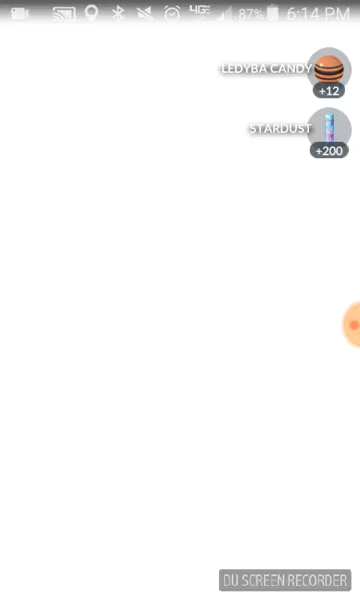 4G 87% 6:14 PM
LEDYBA CANDY
+12
STARDUST
+200
DU SCREEN RECORDER